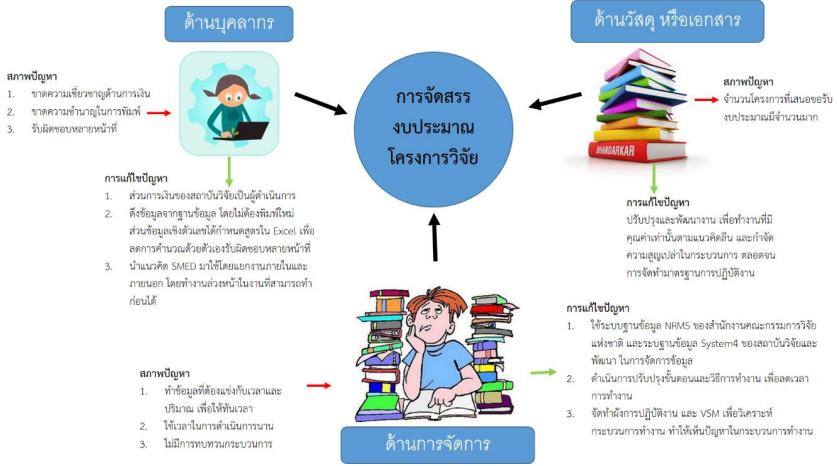 ด้านบุคลากร
สภาพปัญหา
1. ขาดความเชี่ยวชาญด้านการเงิน
2. ขาดความชำนาญในการพิมพ์
3. รับผิดชอบหลายหน้าที่
การแก้ไขปัญหา
1. ส่วนการเงินของสถาบันวิจัยเป็นผู้ดำเนินการ
2. ดึงข้อมูลจากฐานข้อมูล โดยไม่ต้องพิมพ์ใหม่
ส่วนข้อมูลเชิงตัวเลขได้กำหนดสูตรใน Excel เพื่อ
ลดการคำนวณด้วยตัวเองรับผิดชอบหลายหน้าที่
3. นำแนวคิด SMED มาใช้โดยแยกงานภายในและ
ภายนอก โดยทำงานล่วงหน้าในงานที่สามารถทำ
ก่อนได้
การจัดสรร
งบประมาณ
โครงการวิจัย
ด้านวัสดุ หรือเอกสาร
BHANDARKAR
สภาพปัญหา
จำนวนโครงการที่เสนอขอรับ
งบประมาณมีจำนวนมาก
การแก้ไขปัญหา
ปรับปรุงและพัฒนางาน เพื่อทำงานที่มี
คุณค่าเท่านั้นตามแนวคิดลีน และกำจัด
ความสูญเปล่าในกระบวนการ ตลอดจน
การจัดทำมาตรฐานการปฏิบัติงาน
สภาพปัญหา
1. ทำข้อมูลที่ต้องแข่งกับเวลาและ
ปริมาณ เพื่อให้ทันเวลา
2. ใช้เวลาในการดำเนินการนาน
3. ไม่มีการทบทวนกระบวนการ
ด้านการจัดการ
การแก้ไขปัญหา
1. ใช้ระบบฐานข้อมูล NRMS ของสำนักงานคณะกรรมการวิจัย
แห่งชาติ และระบบฐานข้อมูล System4 ของสถาบันวิจัยและ
พัฒนา ในการจัดการข้อมูล
2. ดำเนินการปรับปรุงขั้นตอนและวิธีการทำงาน เพื่อลดเวลา
การทำงาน
3. จัดทำผังการปฏิบัติงาน และ VSM เพื่อวิเคราะห์
กระบวนการทำงาน ทำให้เห็นปัญหาในกระบวนการทำงาน